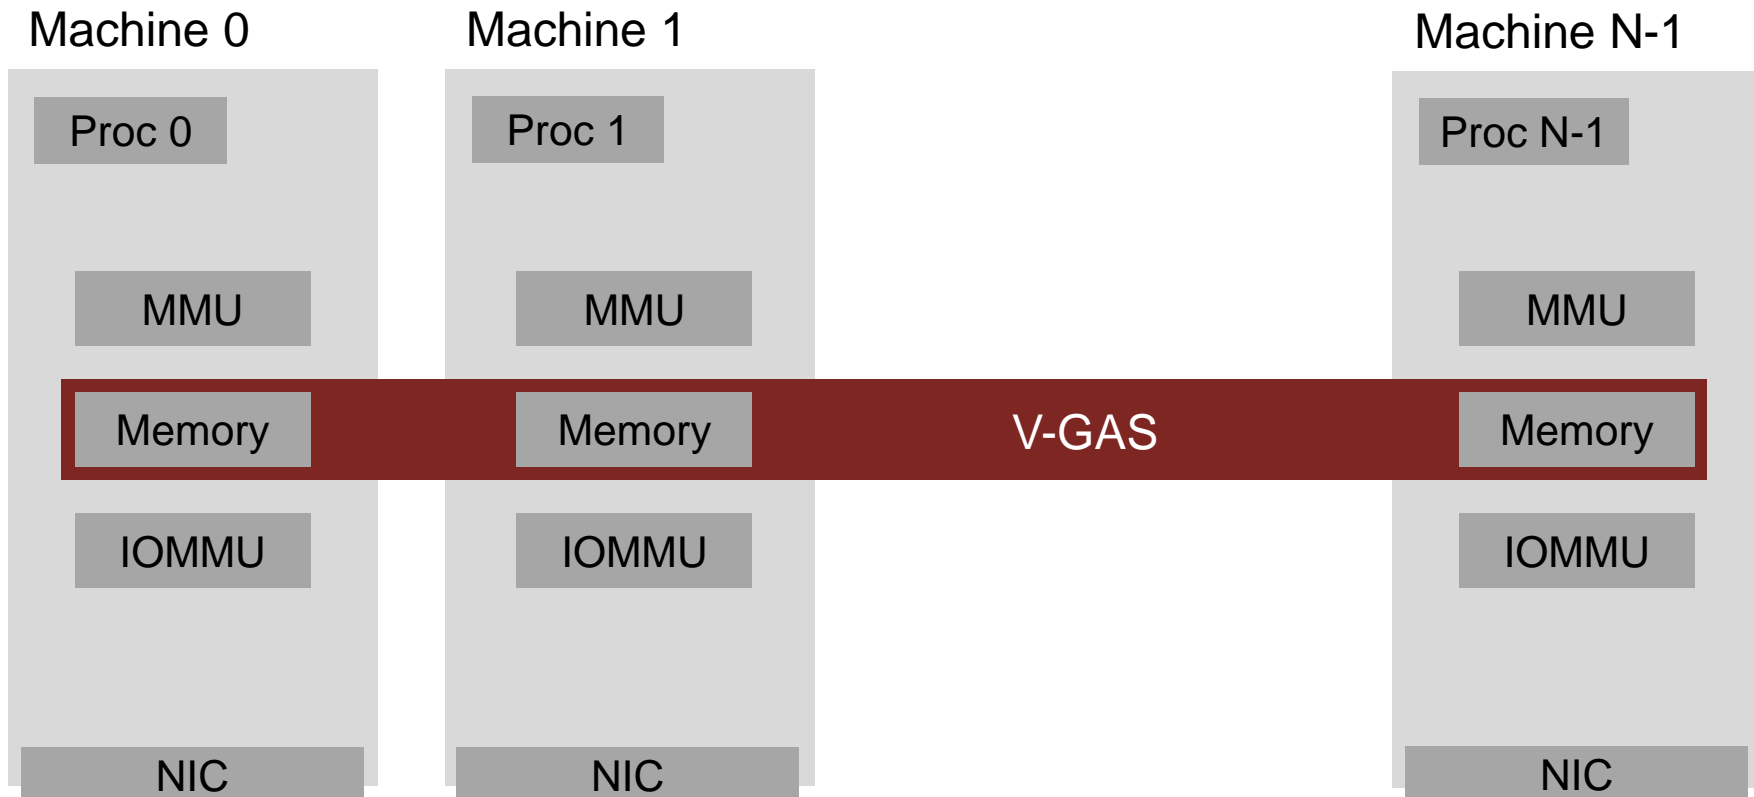 Machine 0
Machine 1
Machine N-1
Proc 0
Proc 1
Proc N-1
MMU
MMU
MMU
Memory
Memory
V-GAS
Memory
IOMMU
IOMMU
IOMMU
NIC
NIC
NIC